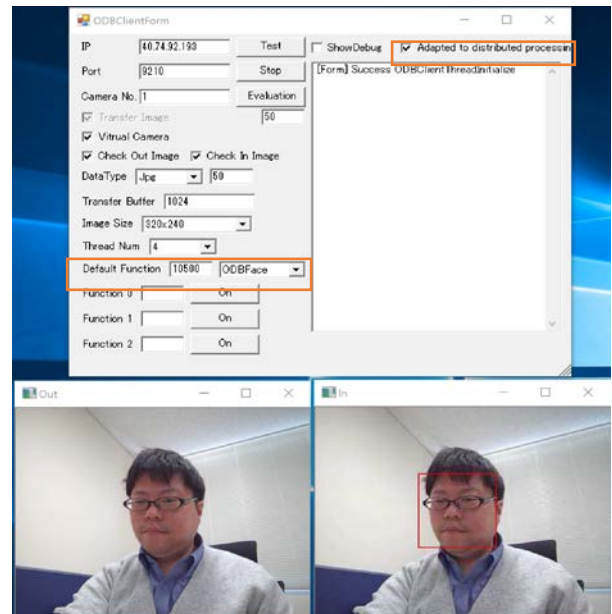 ODBClientForm
IP 40.74.92.193 Test ShowDebug Adapted to distributed processin
Port 9210 Stop [Form] Success ODBClientThreadInitialize
Camera No. 1 Evaluation
Transfer Image 50
Vitrual Camera
Check Out Image Check In Image
DataType Jpg 50
Transfer Buffer 1024
Image Size 320x240
Thread Num 4
Default Function 10500 ODBFace
Function 0 On
Function 1 On
Function 2 On
Out In